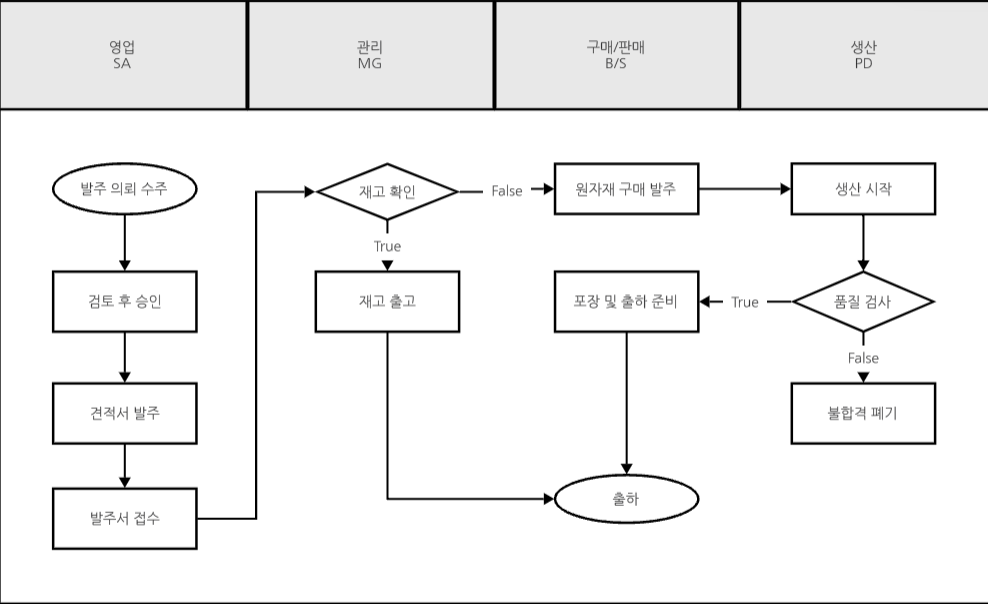 영업
SA
관리
MG
구매/판매
B/S
생산
PD
발주 의뢰 수주
재고 확인
False
원자재 구매 발주
생산 시작
True
검토 후 승인
재고 출고
포장 및 출하 준비
True
품질 검사
False
견적서 발주
불합격 폐기
발주서 접수
출하